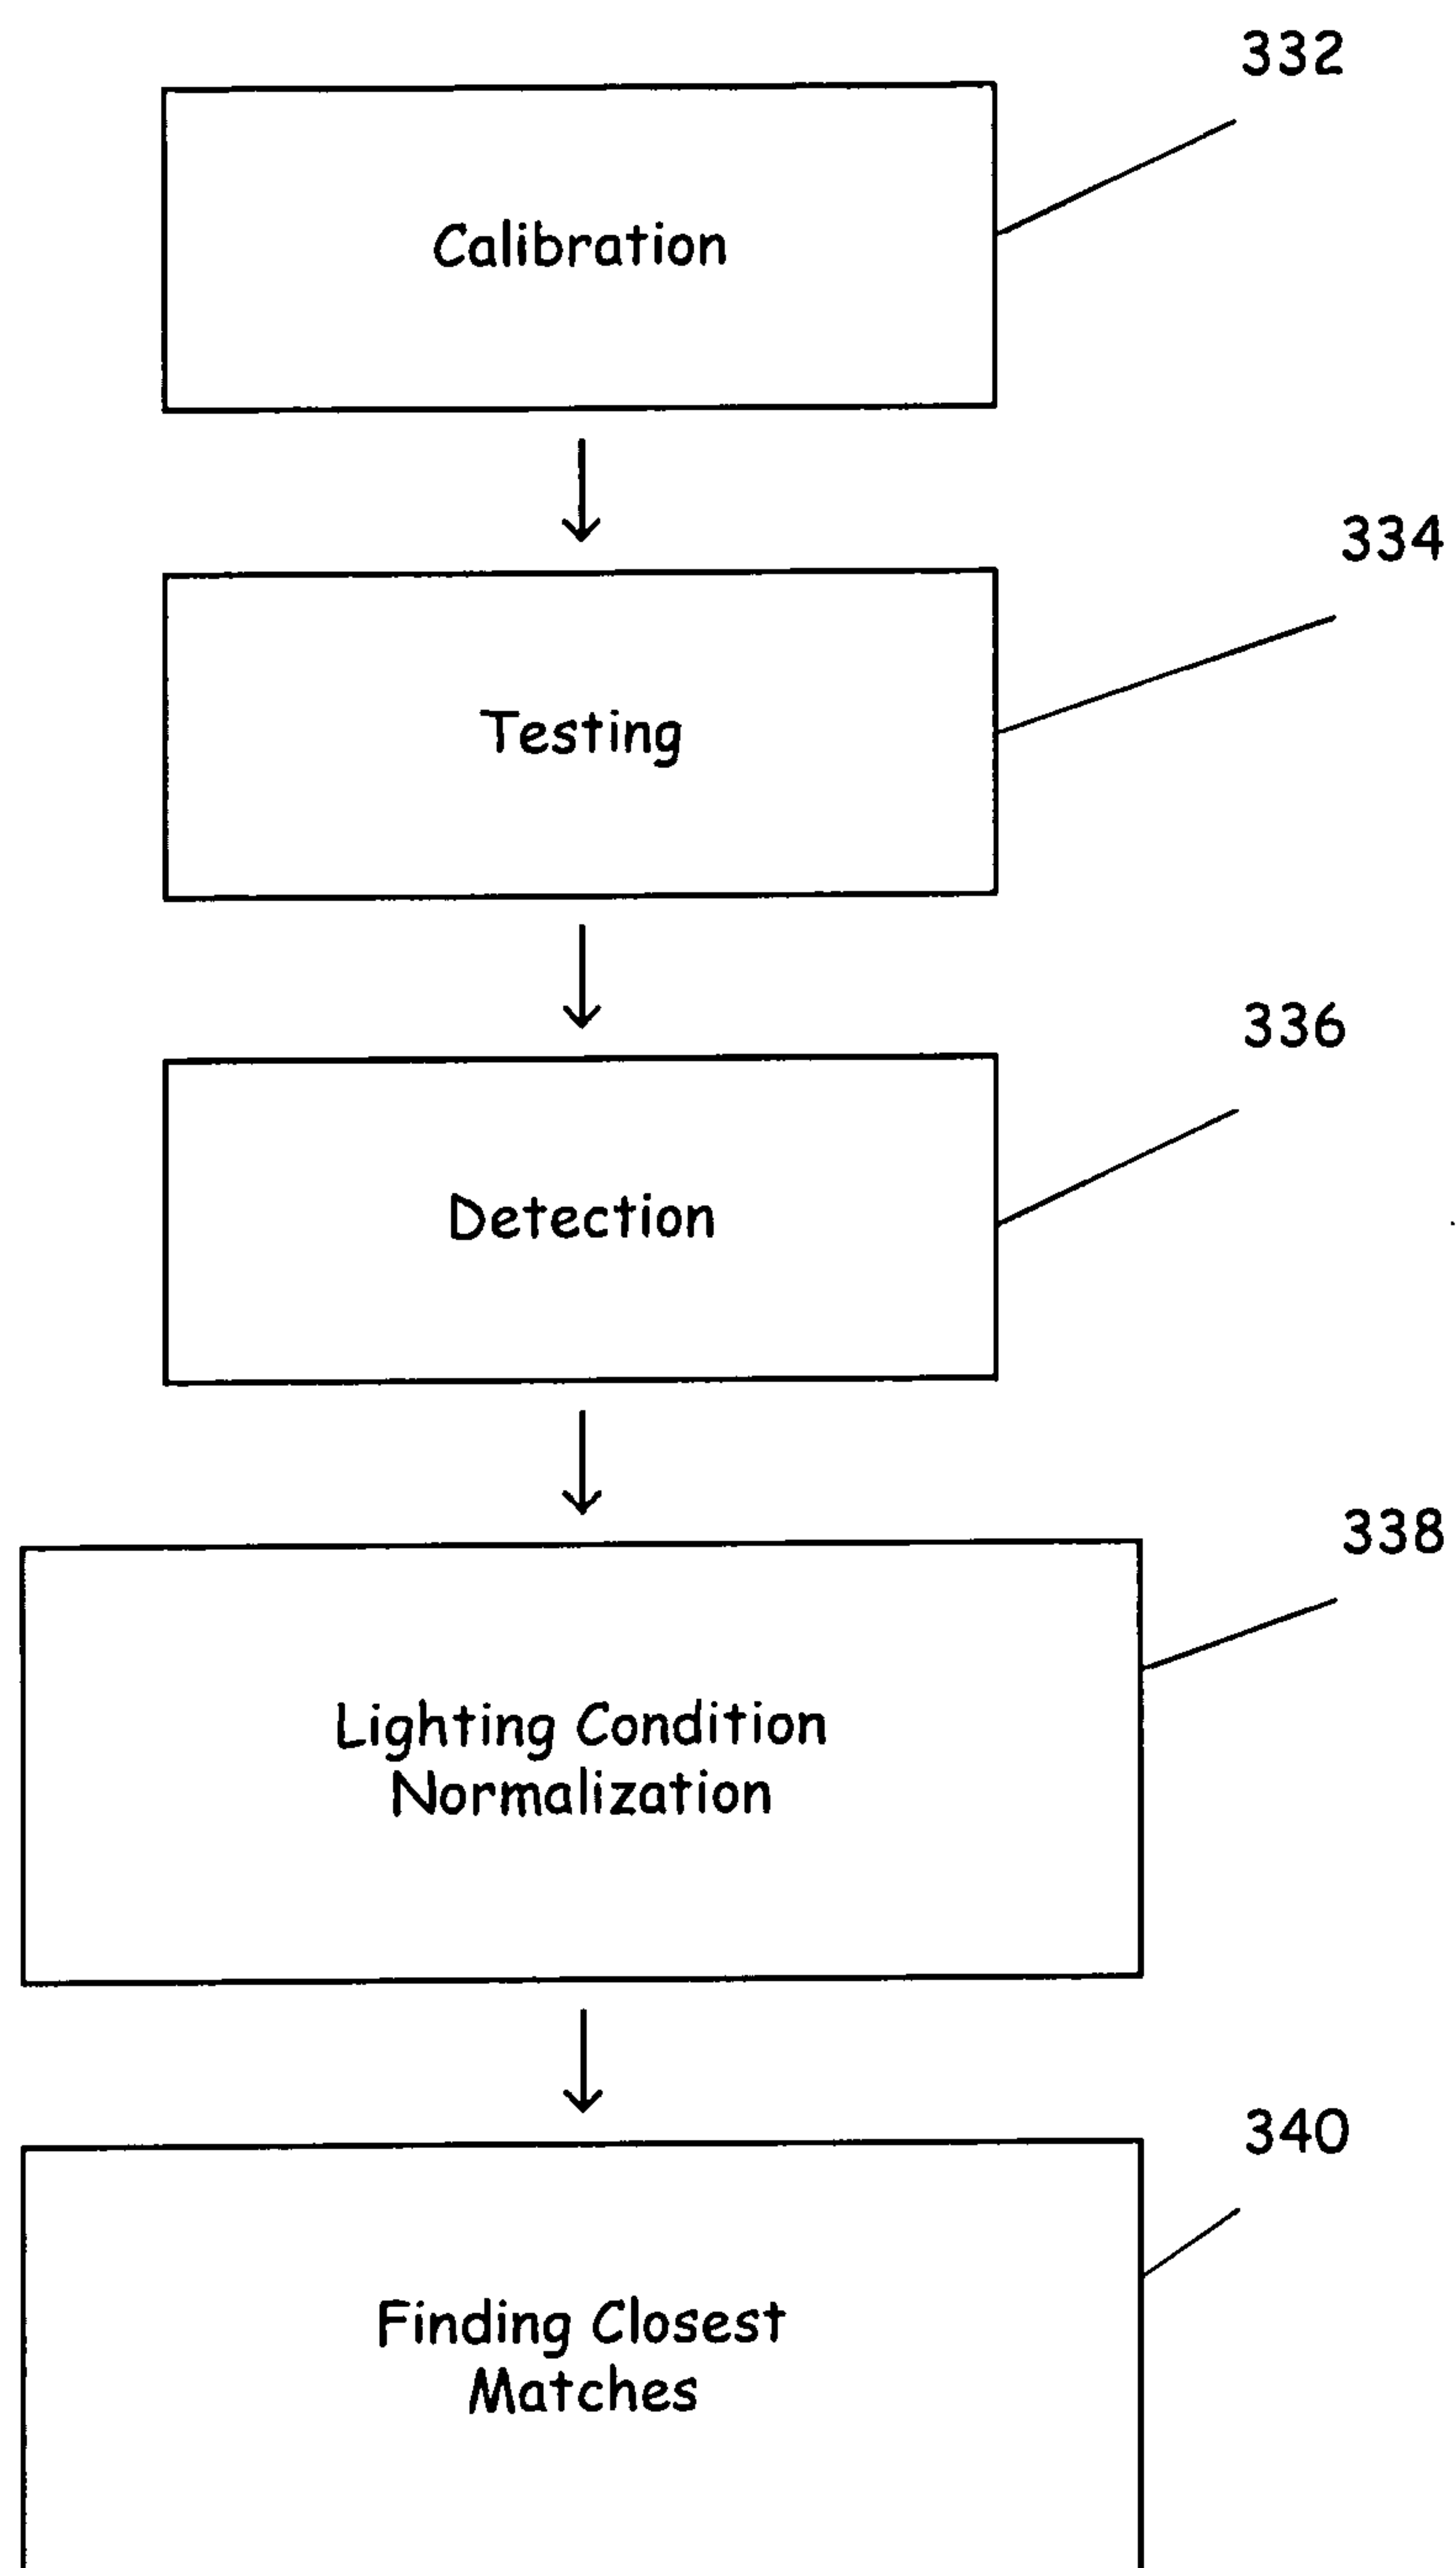 332
Calibration
334
Testing
336
Detection
338
Lighting Condition
Normalization
340
Finding Closest
Matches